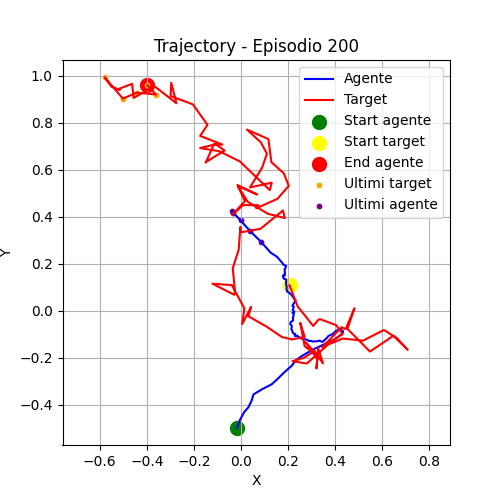 Trajectory - Episodio 200
Agente
Target
Start agente
Start target
End agente
Ultimi target
Ultimi agente
Y
1.0
0.8
0.6
0.4
0.2
0.0
−0.2
−0.4
−0.6 −0.4 −0.2 0.0 0.2 0.4 0.6 0.8
X